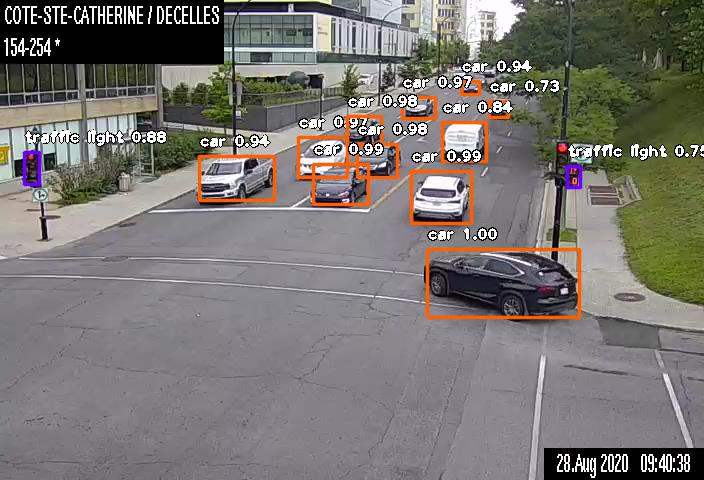 COTE-STE-CATHERINE / DECELLES
154-254 *
car 0.94
car 0.97
car 0.73
car 0.98
car 0.84
car 0.97
car 0.98
traffic light 0.88
car 0.94
car 0.99
car 0.99
traffic light 0.75
car 1.00
28.Aug 2020 09:40:38